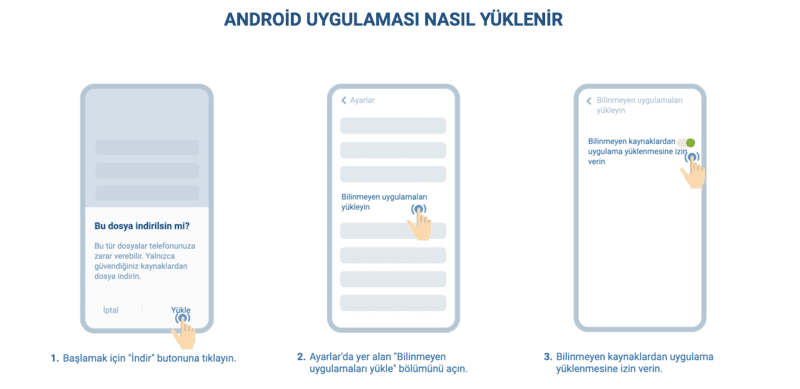 ANDROİD UYGULAMASI NASIL YÜKLENİR
Bu dosya indirilsin mi?
Bu tür dosyalar telefonunuza
zarar verebilir. Yalnızca
güvendiğiniz kaynaklardan
dosya indirin.
İptal
Yükle
1. Başlamak için "İndir" butonuna tıklayın.
Ayarlar
Bilinmeyen uygulamaları
yükleyin
2. Ayarlar'da yer alan "Bilinmeyen
uygulamaları yükle" bölümünü açın.
Bilinmeyen uygulamaları
yükleyin
Bilinmeyen kaynaklardan
uygulama yüklenmesine izin
verin
3. Bilinmeyen kaynaklardan uygulama
yüklenmesine izin verin.